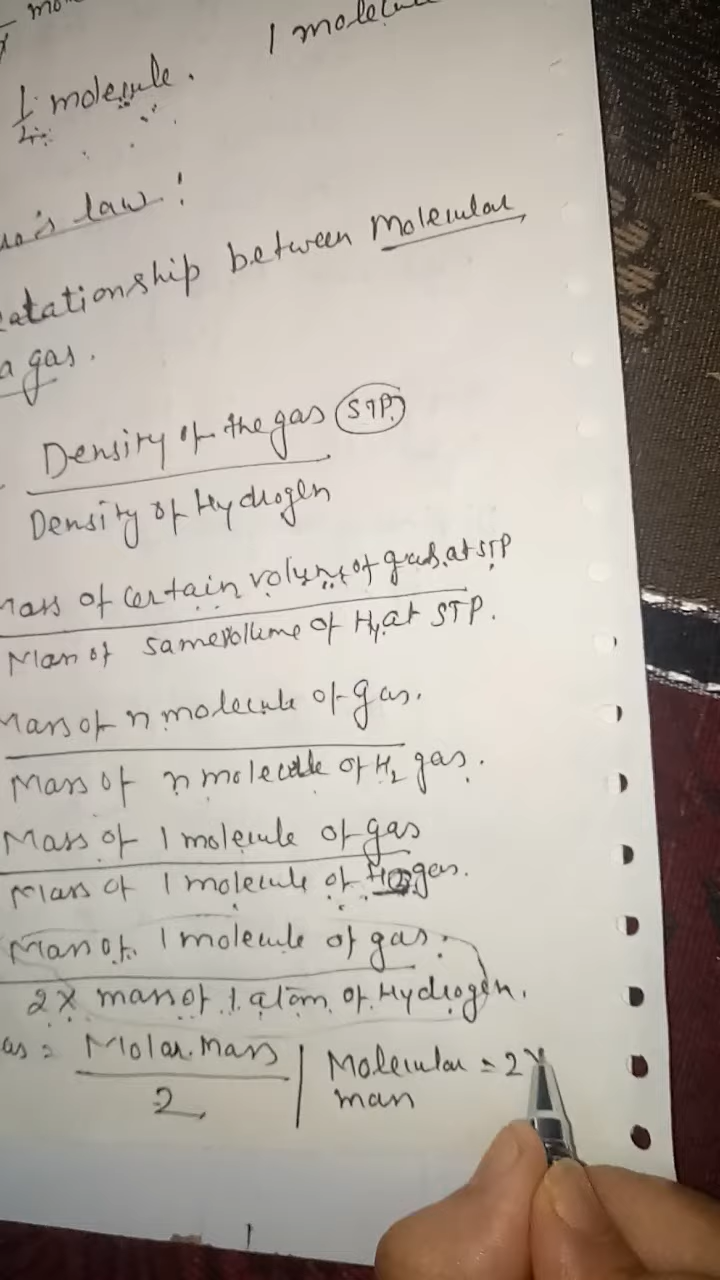 1 molecule
1/2 molecule.
law :
between molecular
a gas.
Density of the gas (STP.)
Density of Hydrogen
Mass of certain volume of gas at STP
Mass of same volume of H2 at STP.
Mass of n molecule of gas.
Mass of n molecule of H2 gas.
Mass of 1 molecule of gas
Mass of 1 molecule of gas.
Mass of 1 molecule of gas.
2 x mass of 1 atom of Hydrogen.
as = Molar mass | Molecular = 2x
2 | mass